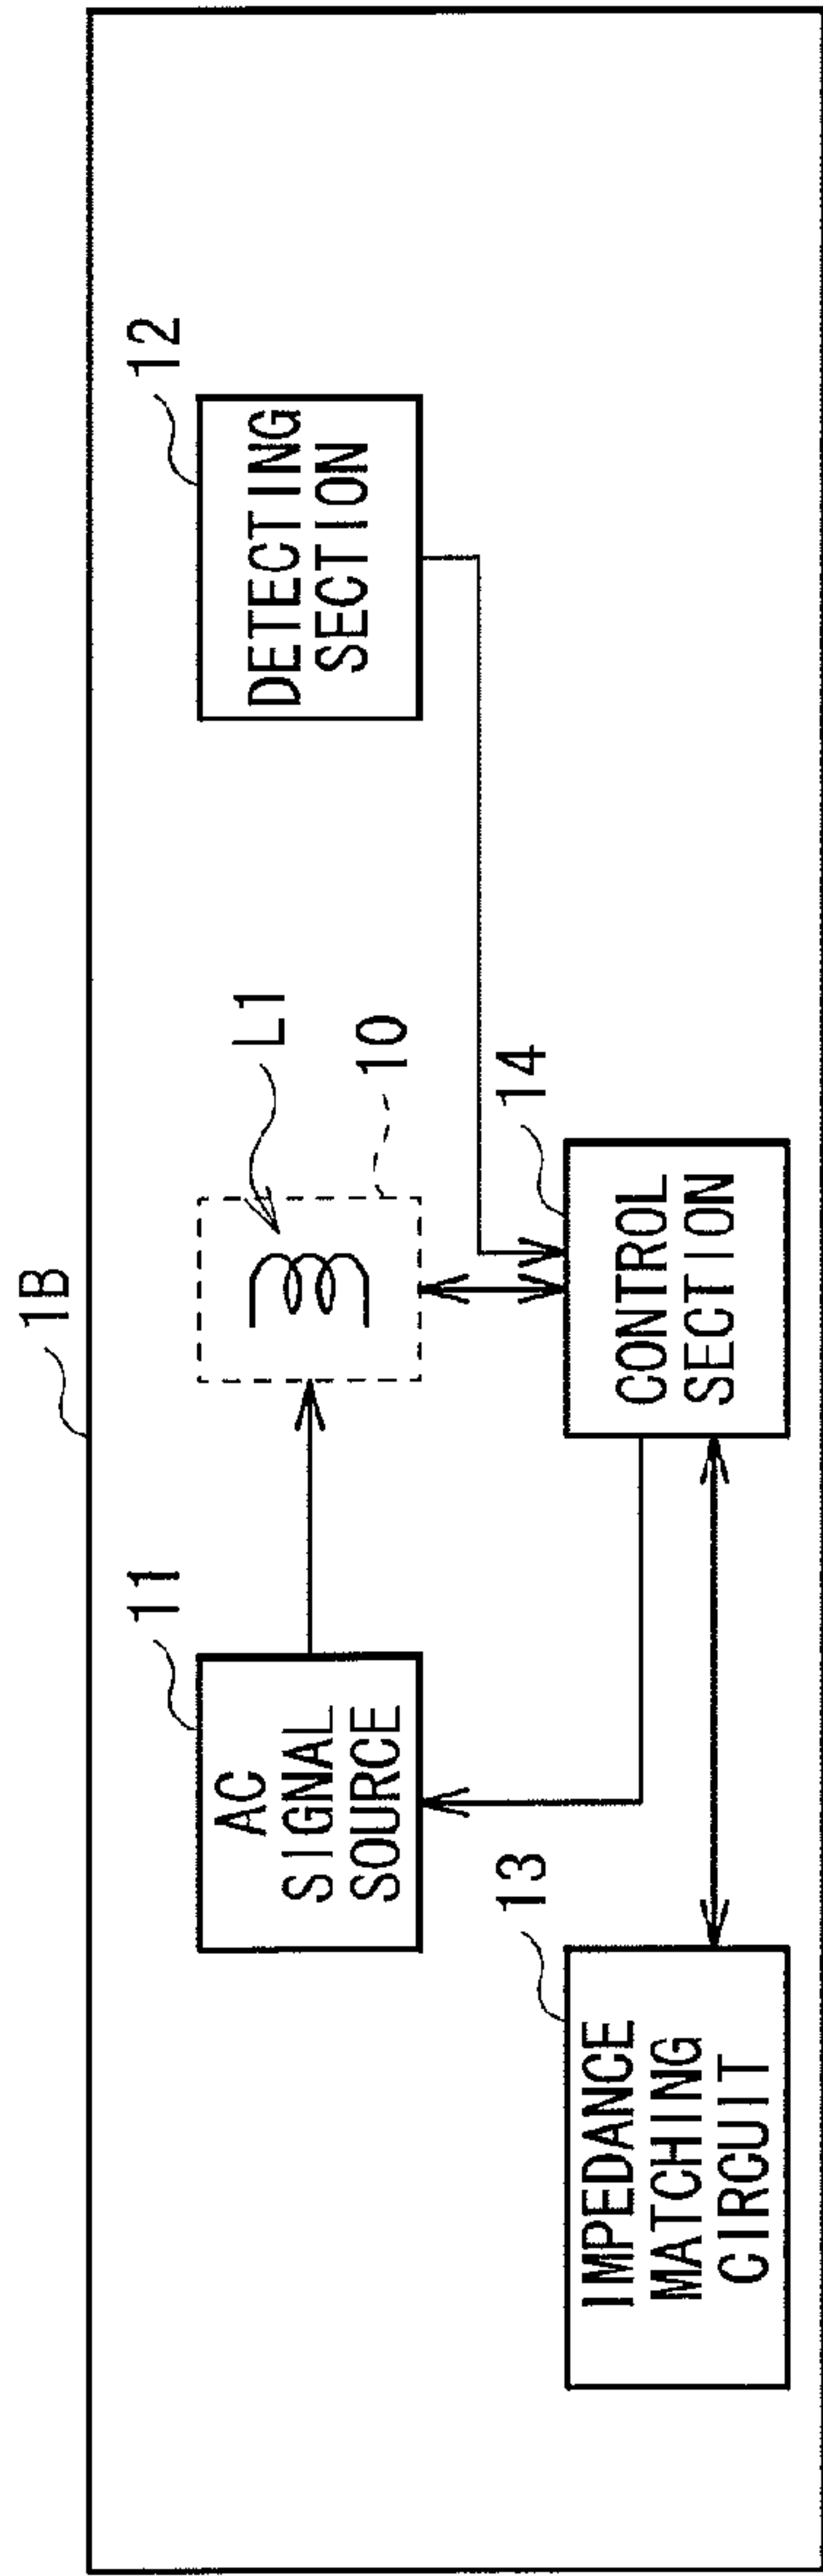 1B
11
AC
SIGNAL
SOURCE
L1
10
12
DETECTING
SECTION
13
IMPEDANCE
MATCHING
CIRCUIT
14
CONTROL
SECTION